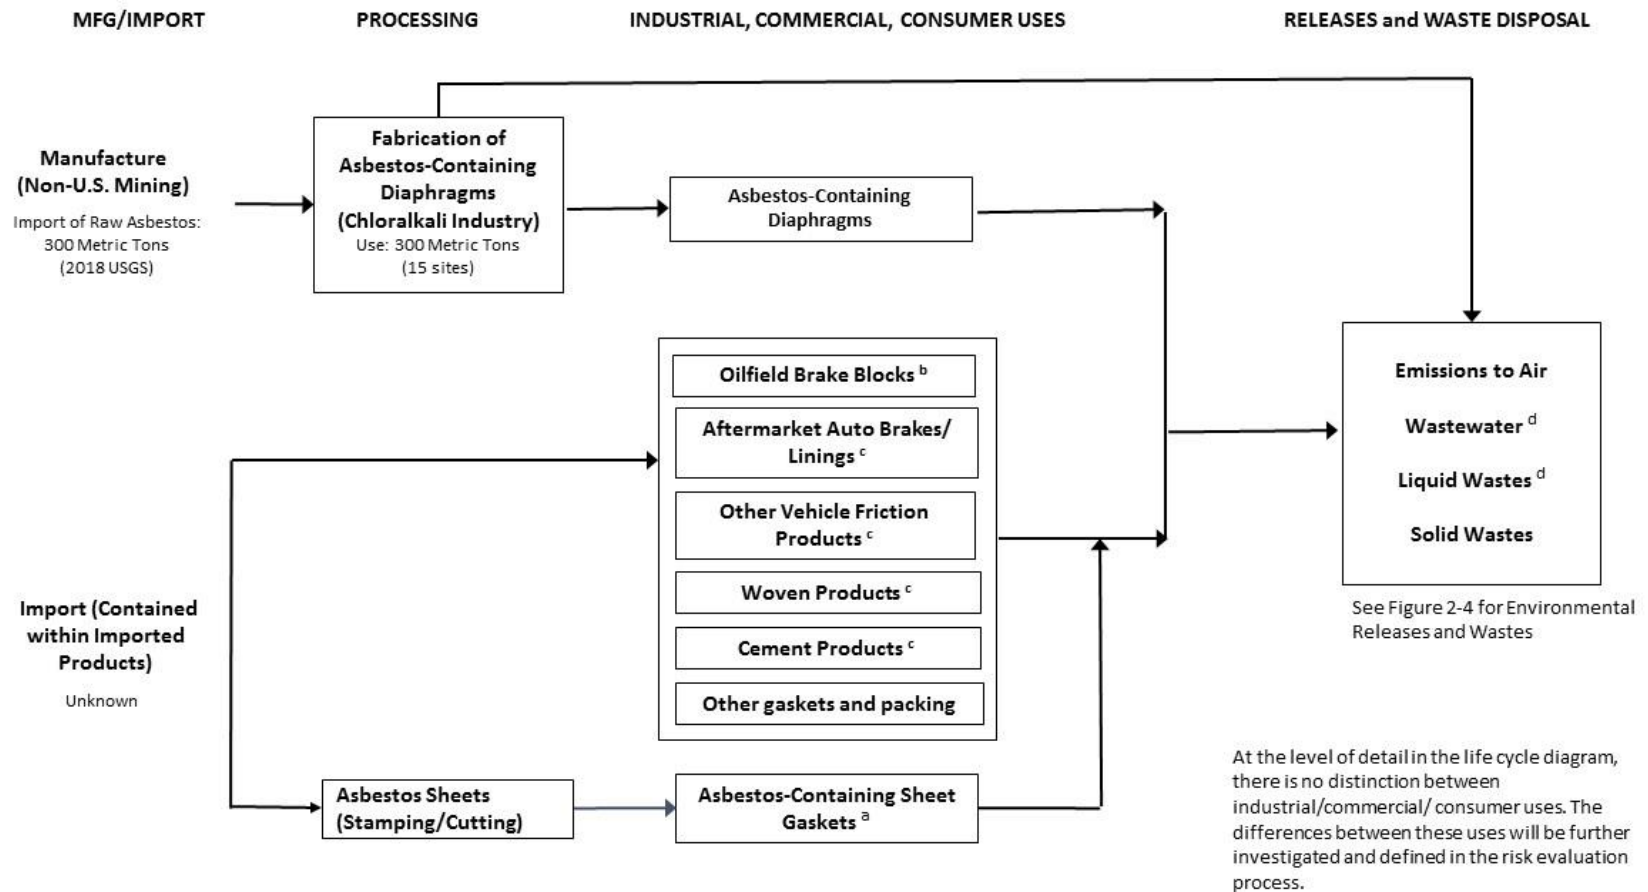 MFG/IMPORT
PROCESSING
INDUSTRIAL, COMMERCIAL, CONSUMER USES
RELEASES and WASTE DISPOSAL
Manufacture
(Non-U.S. Mining)
Import of Raw Asbestos:
300 Metric Tons
(2018 USGS)
Fabrication of
Asbestos-Containing
Diaphragms
(Chloralkali Industry)
Use: 300 Metric Tons
(15 sites)
Asbestos-Containing
Diaphragms
Import (Contained
within Imported
Products)
Unknown
Oilfield Brake Blocks b
Aftermarket Auto Brakes/
Linings c
Other Vehicle Friction
Products c
Woven Products c
Cement Products c
Other gaskets and packing
Asbestos Sheets
(Stamping/Cutting)
Asbestos-Containing Sheet
Gaskets a
Emissions to Air
Wastewater d
Liquid Wastes d
Solid Wastes
See Figure 2-4 for Environmental
Releases and Wastes
At the level of detail in the life cycle diagram,
there is no distinction between
industrial/commercial/ consumer uses. The
differences between these uses will be further
investigated and defined in the risk evaluation
process.